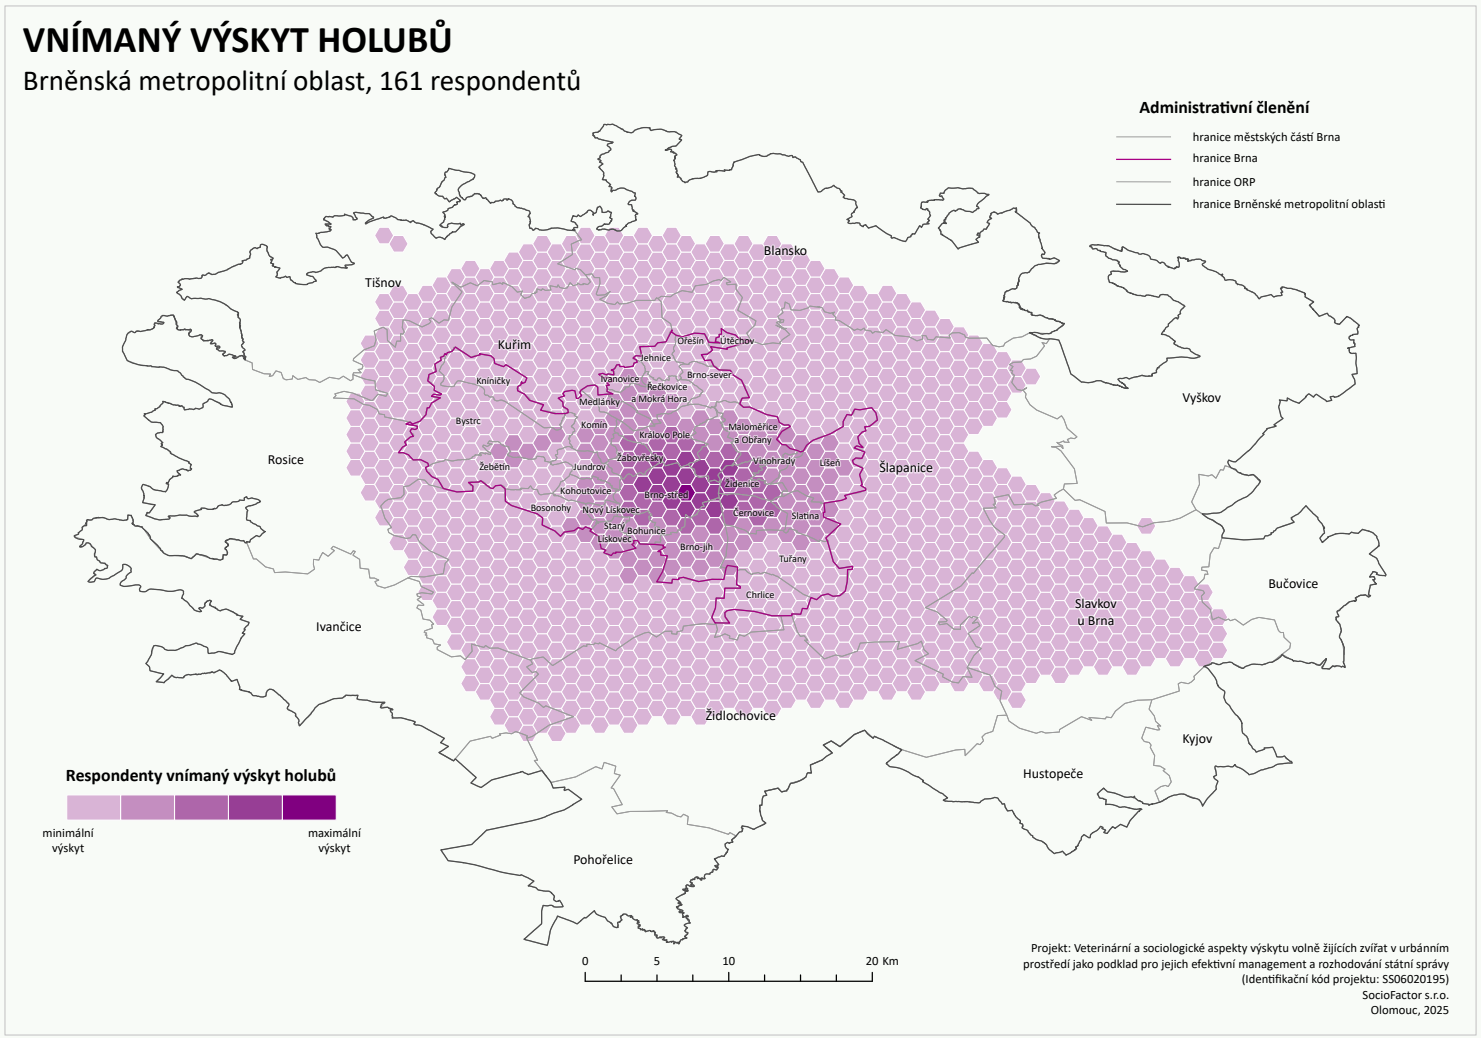 VNÍMANÝ VÝSKYT HOLUBŮ
Brněnská metropolitní oblast, 161 respondentů
Administrativní členění
hranice městských částí Brna
hranice Brna
hranice ORP
hranice Brněnské metropolitní oblasti
Blansko
Tišnov
Kuřim
Ořešín
Útěchov
Jehnice
Ivanovice
Brno-sever
Kníničky
Řečkovice
a Mokrá Hora
Medlánky
Vyškov
Bystrc
Komín
Maloměřice
a Obřany
Královo Pole
Rosice
Žebětín
Jundrov
Žabovřesky
Vinohrady
Líšeň
Šlapanice
Kohoutovice
Brno-střed
Židenice
Bosonohy
Nový Lískovec
Černovice
Slatina
Starý
Lískovec
Bohunice
Brno-jih
Tuřany
Chrlice
Bučovice
Slavkov
u Brna
Ivančice
Židlochovice
Kyjov
Hustopeče
Pohořelice
Respondenty vnímaný výskyt holubů
minimální
výskyt
maximální
výskyt
0 5 10 20 Km
Projekt: Veterinární a sociologické aspekty výskytu volně žijících zvířat v urbánním
prostředí jako podklad pro jejich efektivní management a rozhodování státní správy
(Identifikační kód projektu: SS06020195)
SocioFactor s.r.o.
Olomouc, 2025